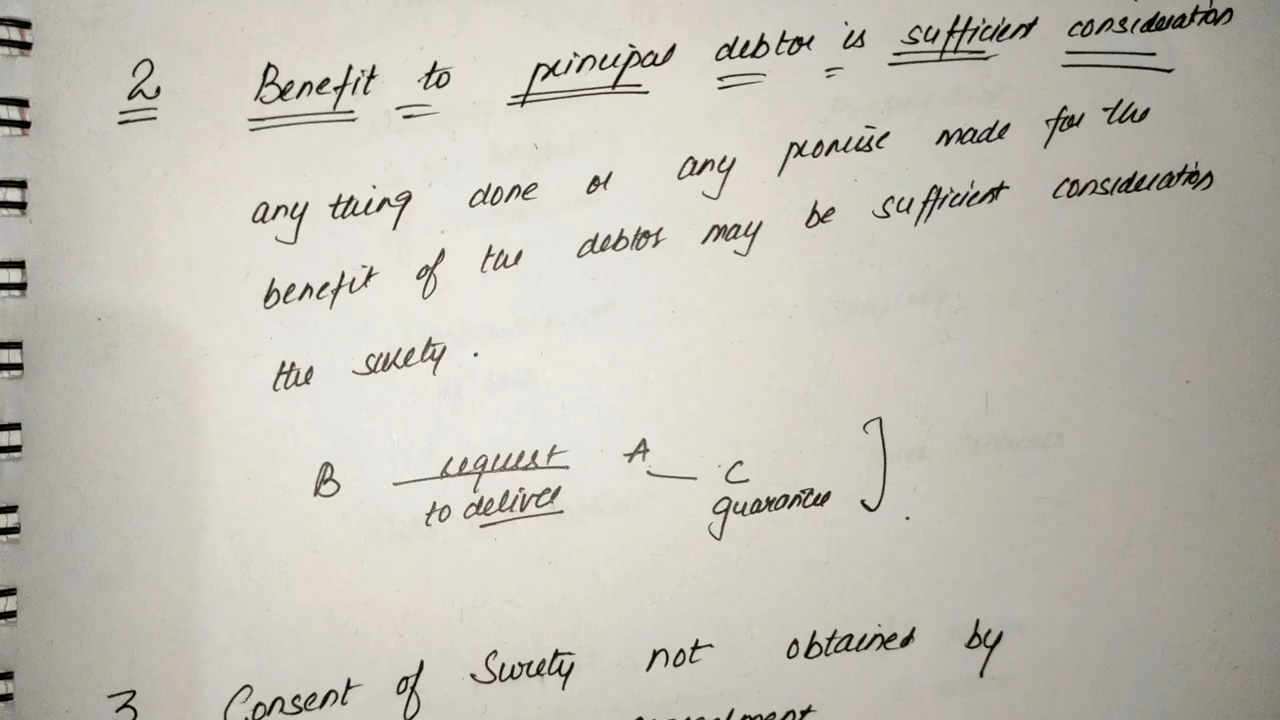 2 Benefit to principal debtor is sufficient consideration
any thing done or any promise made for the
benefit of the debtor may be sufficient consideration
the surety.
B request A — C ]
to deliver guarantee
3 Consent of Surety not obtained by